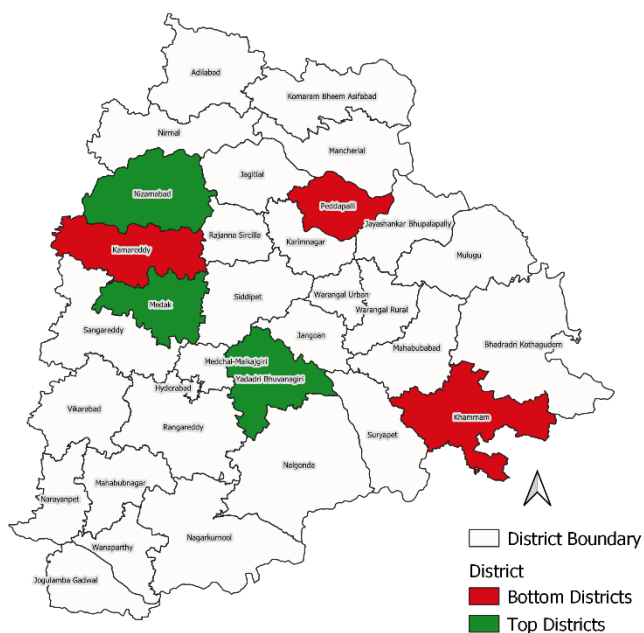 Adilabad
Komaram Bheem Asifabad
Nirmal
Mancherial
Jagitial
Nizamabad
Peddapalli
Jayashankar Bhupalapally
Rajanna Sircilla
Karimnagar
Kamareddy
Mulugu
Siddipet
Warangal Urban
Medak
Warangal Rural
Sangareddy
Jangoan
Bhadradri Kothagudem
Mahabubabad
Medchal-Malkajgiri
Yadadri Bhuvanagiri
Hyderabad
Vikarabad
Khammam
Rangareddy
Suryapet
Nalgonda
Mahabubnagar
Narayanpet
Wanaparthy
Nagarkurnool
Jogulamba Gadwal
District Boundary
District
Bottom Districts
Top Districts